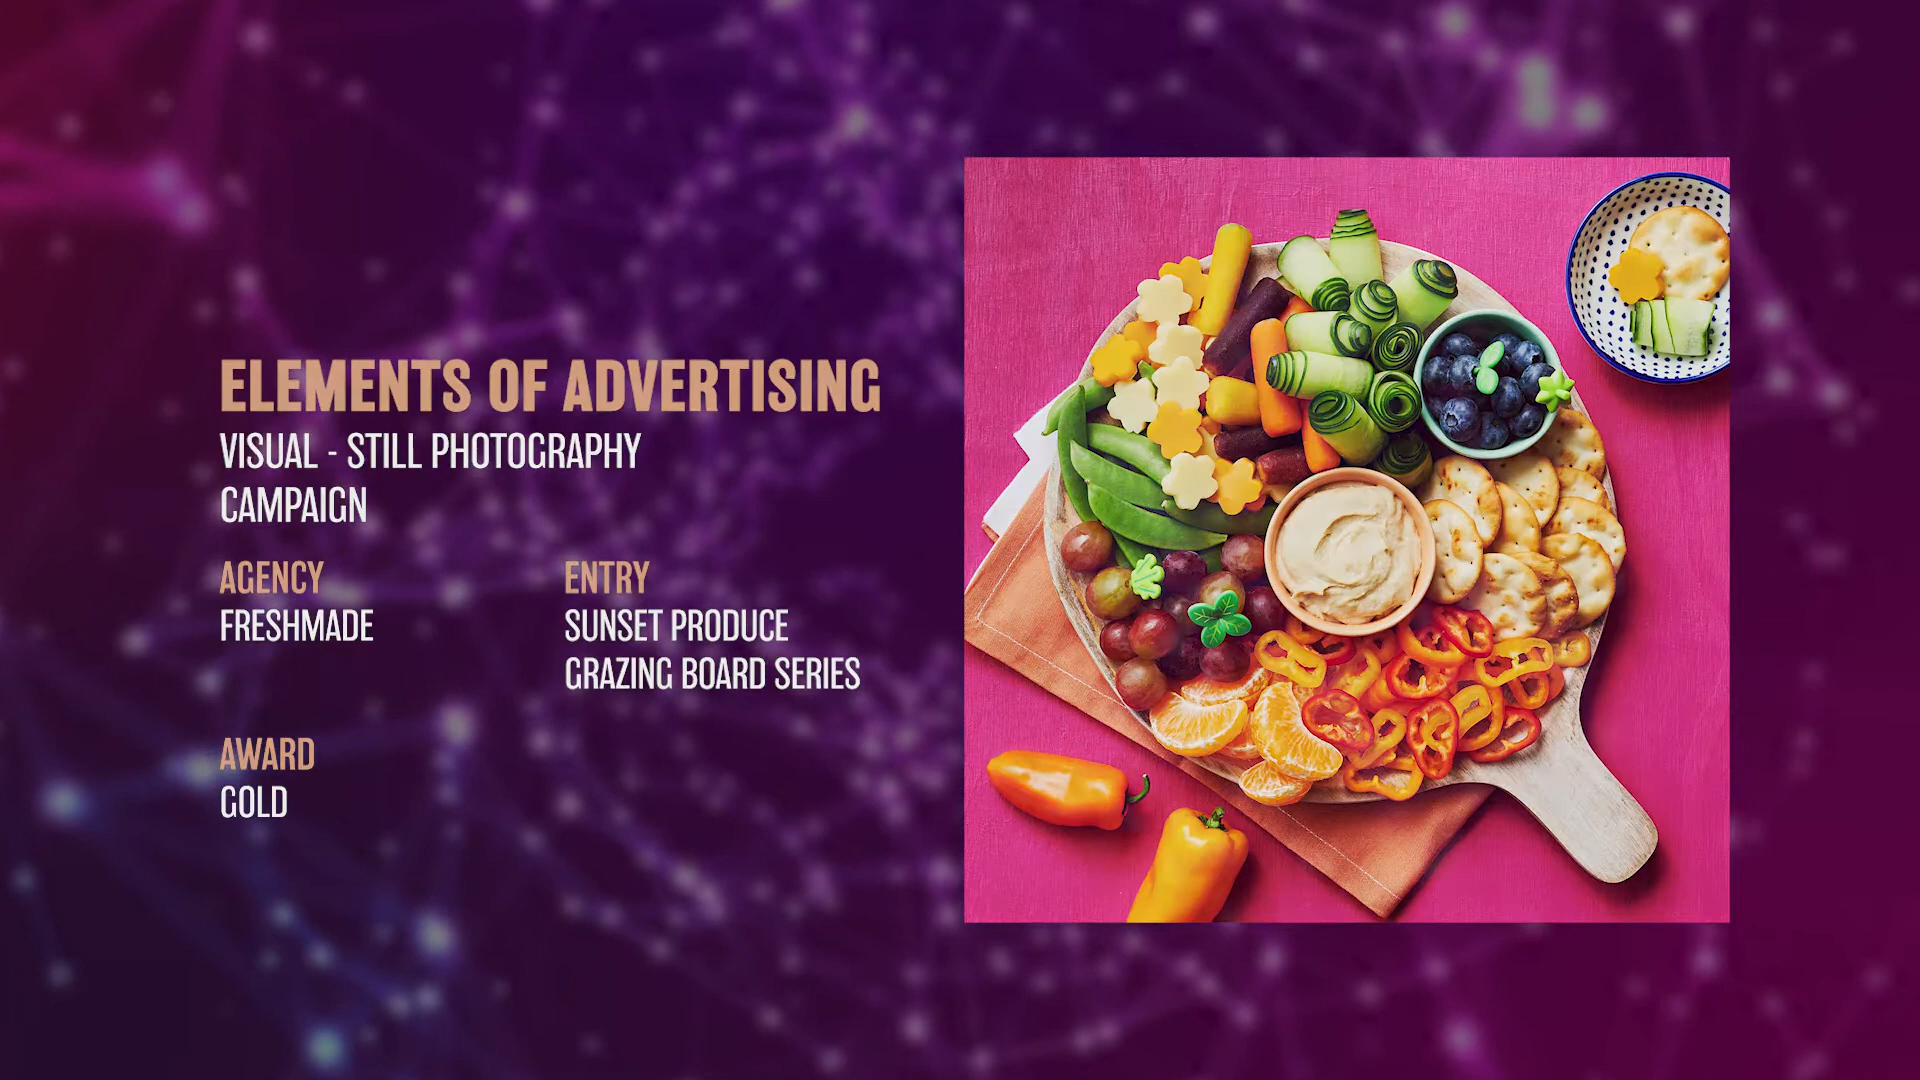 ELEMENTS OF ADVERTISING
VISUAL - STILL PHOTOGRAPHY
CAMPAIGN
AGENCY
FRESHMADE
ENTRY
SUNSET PRODUCE
GRAZING BOARD SERIES
AWARD
GOLD